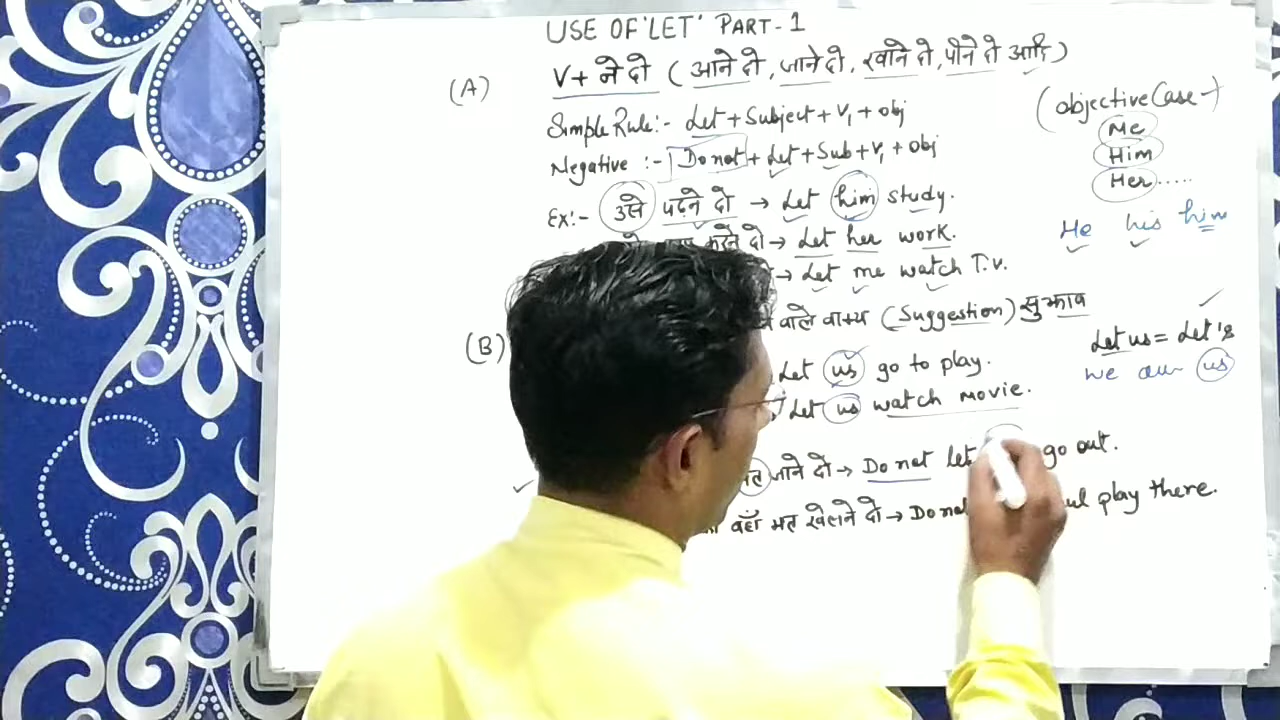 USE OF 'LET' PART-1
(A) V+ ने दो (आने दो, जाने दो, खाने दो, पीने दो आदि)
Simple Rule:- Let + Subject + V₁ + obj
Negative :- Do not + Let + Sub + V₁ + obj
Ex:- उसे पढ़ने दो → Let him study.
करने दो → Let her work.
→ Let me watch T.V.
(B) वाले वाक्य (Suggestion) सुझाव
Let us go to play.
Let us watch movie.
मत जाने दो → Do not let go out.
वहाँ मत खेलने दो → Do not play there.
(objective Case -)
Me
Him
Her.....
He his him
Let us = Let's
we our us